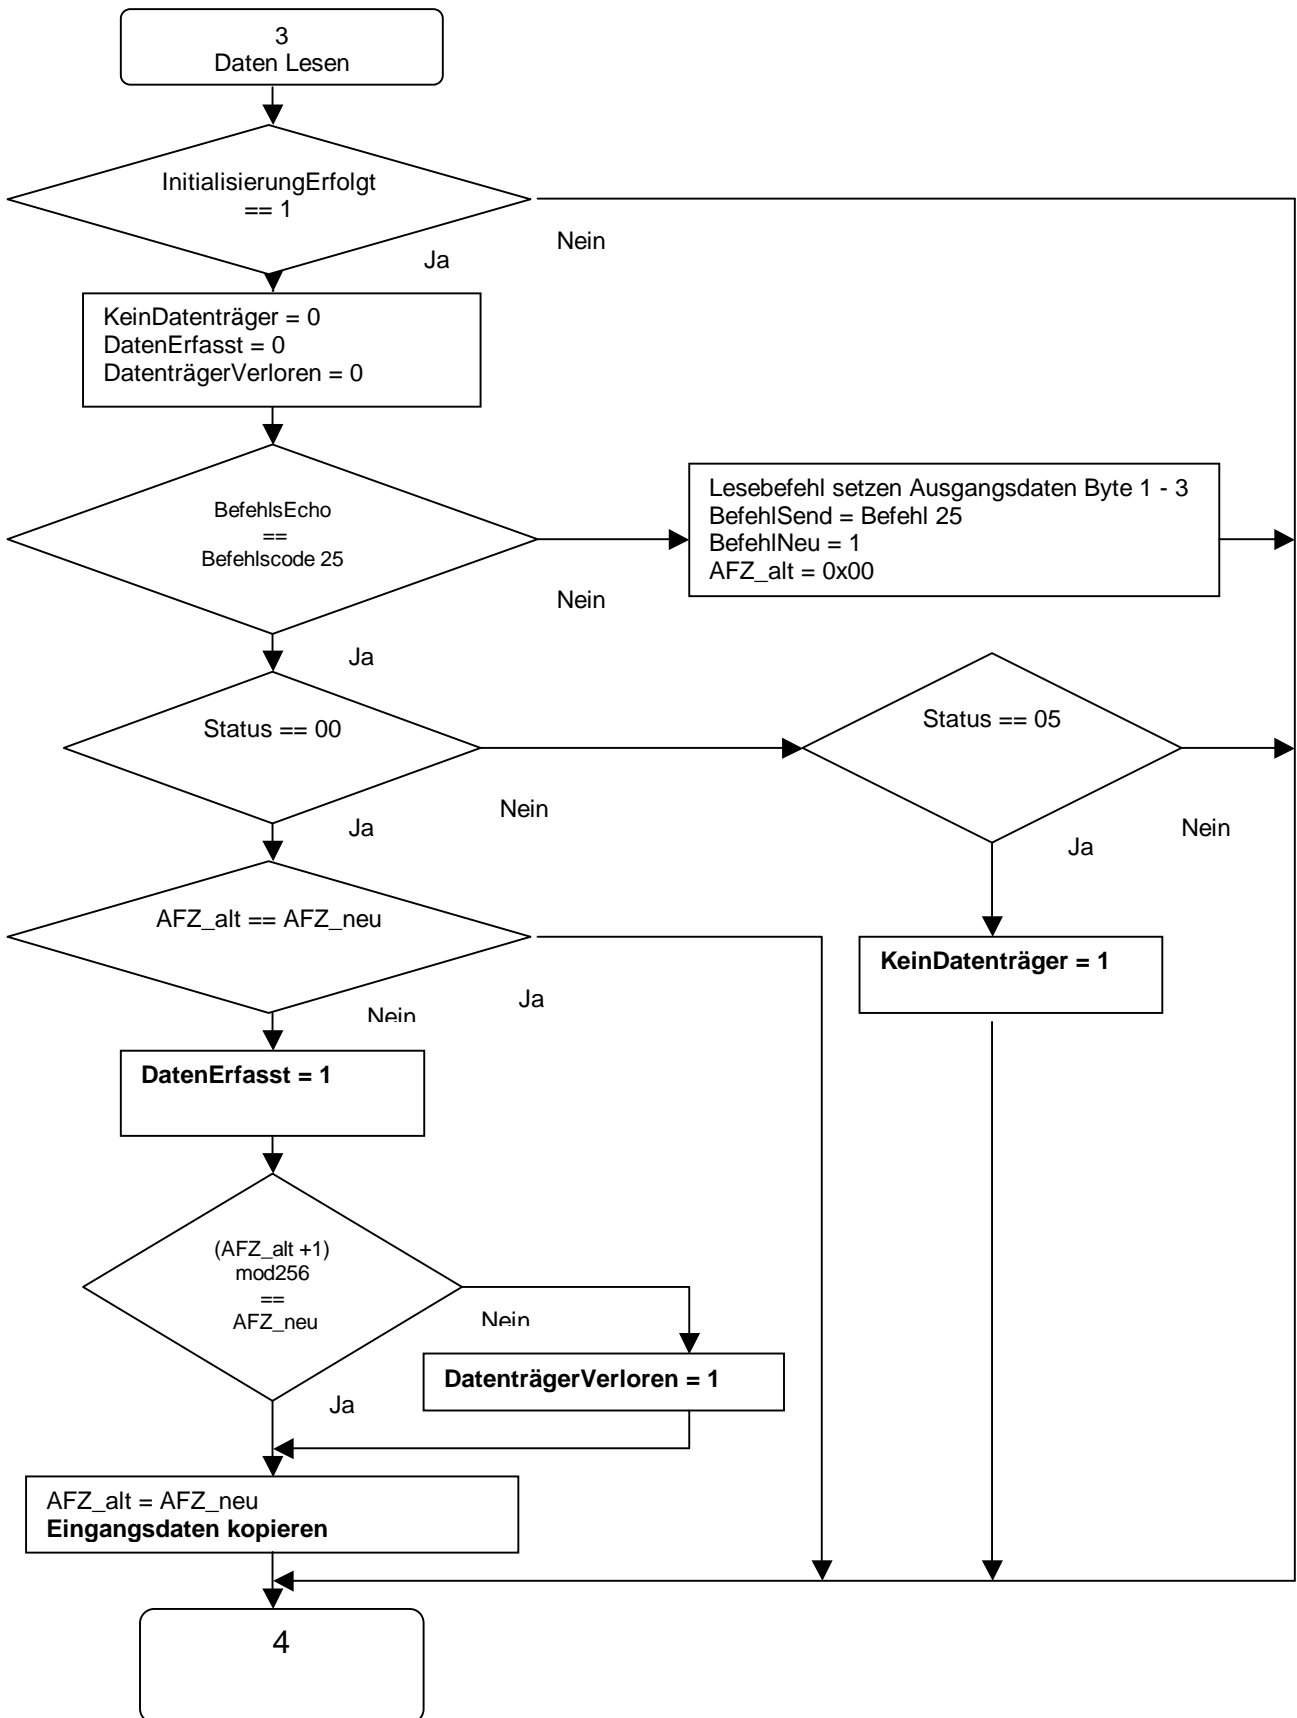 3
Daten Lesen
InitialisierungErfolgt
== 1
Nein
Ja
KeinDatenträger = 0
DatenErfasst = 0
DatenträgerVerloren = 0
BefehlsEcho
==
Befehlscode 25
Lesebefehl setzen Ausgangsdaten Byte 1 - 3
BefehlSend = Befehl 25
BefehlNeu = 1
AFZ_alt = 0x00
Nein
Ja
Status == 00
Status == 05
Nein
Ja
Nein
Ja
AFZ_alt == AFZ_neu
KeinDatenträger = 1
Ja
Nein
DatenErfasst = 1
(AFZ_alt +1)
mod256
==
AFZ_neu
Nein
DatenträgerVerloren = 1
Ja
AFZ_alt = AFZ_neu
Eingangsdaten kopieren
4